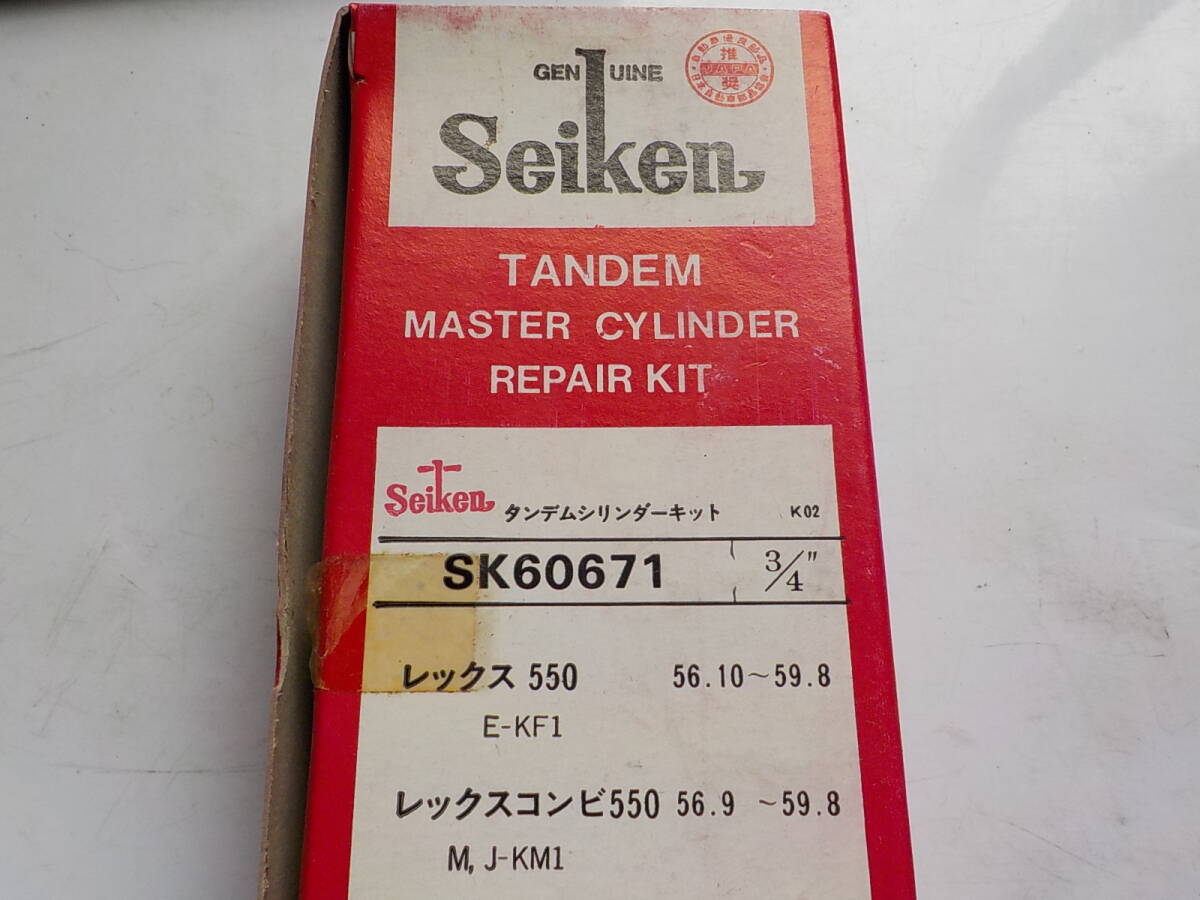 GENUINE
Seiken
推奨
TANDEM
MASTER CYLINDER
REPAIR KIT
Seiken タンデムシリンダーキット K02
SK60671 3/4"
レックス 550 56.10~59.8
E-KF1
レックスコンビ550 56.9 ~59.8
M, J-KM1